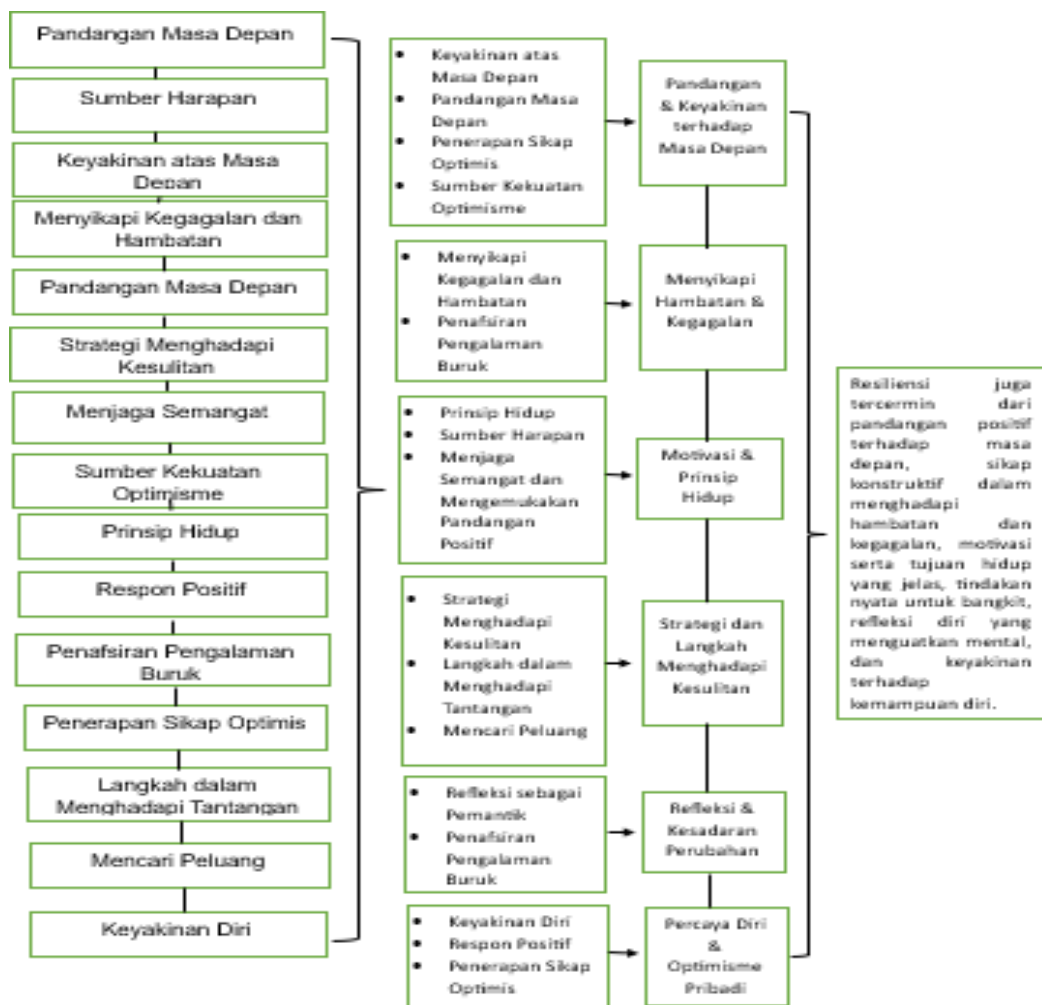 Pandangan Masa Depan
Sumber Harapan
Keyakinan atas Masa
Depan
Menyikapi Kegagalan dan
Hambatan
Pandangan Masa Depan
Strategi Menghadapi
Kesulitan
Menjaga Semangat
Sumber Kekuatan
Optimisme
Prinsip Hidup
Respon Positif
Penafsiran Pengalaman
Buruk
Penerapan Sikap Optimis
Langkah dalam
Menghadapi Tantangan
Mencari Peluang
Keyakinan Diri
• Keyakinan atas
Masa Depan
• Pandangan Masa
Depan
• Penerapan Sikap
Optimis
• Sumber Kekuatan
Optimisme
• Menyikapi
Kegagalan dan
Hambatan
• Penafsiran
Pengalaman
Buruk
• Prinsip Hidup
• Sumber Harapan
• Menjaga
Semangat dan
Mengemukakan
Pandangan
Positif
• Strategi
Menghadapi
Kesulitan
• Langkah dalam
Menghadapi
Tantangan
• Mencari Peluang
• Refleksi sebagai
Pemantik
• Penafsiran
Pengalaman
Buruk
• Keyakinan Diri
• Respon Positif
• Penerapan Sikap
Optimis
Pandangan
& Keyakinan
terhadap
Masa Depan
Menyikapi
Hambatan &
Kegagalan
Motivasi &
Prinsip
Hidup
Strategi dan
Langkah
Menghadapi
Kesulitan
Refleksi &
Kesadaran
Perubahan
Percaya Diri
&
Optimisme
Pribadi
Resiliensi juga
tercermin dari
pandangan positif
terhadap masa
depan, sikap
konstruktif dalam
menghadapi
hambatan dan
kegagalan, motivasi
serta tujuan hidup
yang jelas, tindakan
nyata untuk bangkit,
refleksi diri yang
menguatkan mental,
dan keyakinan
terhadap
kemampuan diri.